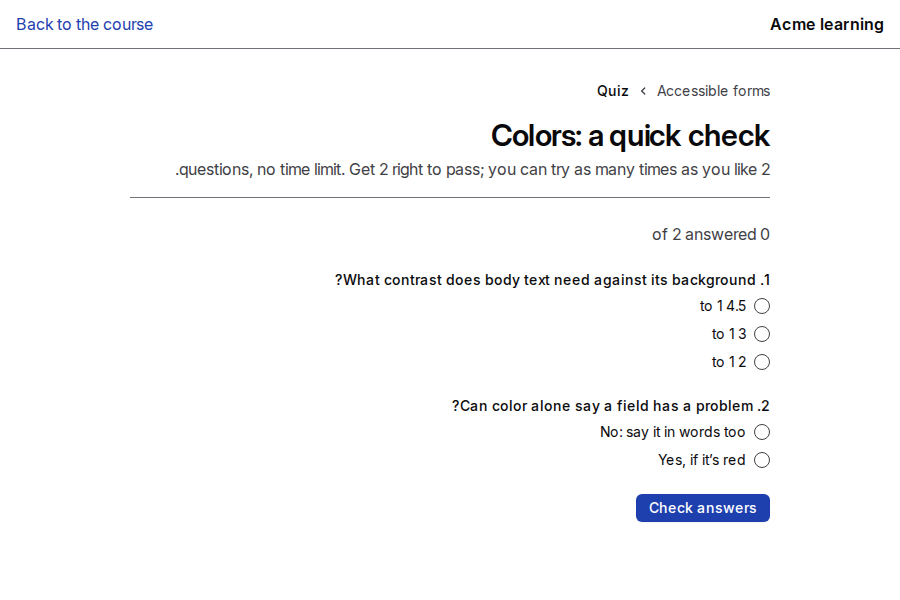 Back to the course
Acme learning
Quiz ‹ Accessible forms
Colors: a quick check
.questions, no time limit. Get 2 right to pass; you can try as many times as you like 2
of 2 answered 0
?What contrast does body text need against its background .1
to 1 4.5
to 1 3
to 1 2
?Can color alone say a field has a problem .2
No: say it in words too
Yes, if it’s red
Check answers